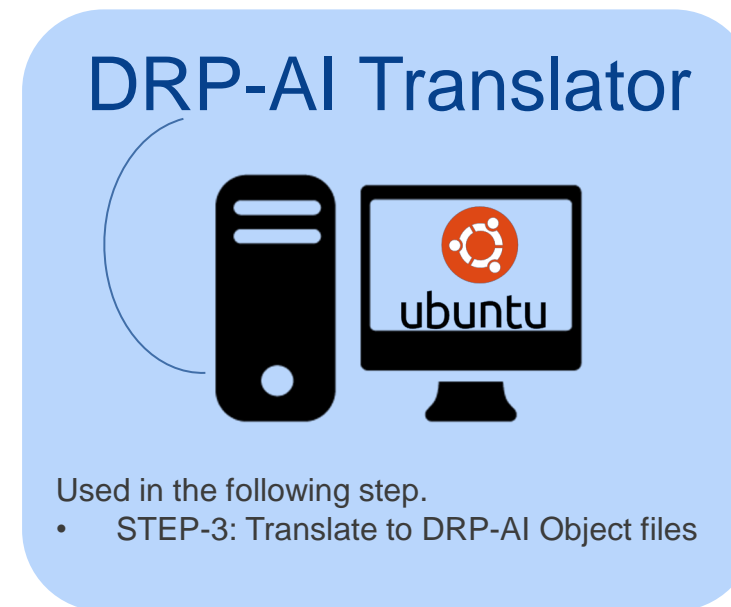 DRP-AI Translator
ubuntu
Used in the following step.
• STEP-3: Translate to DRP-AI Object files